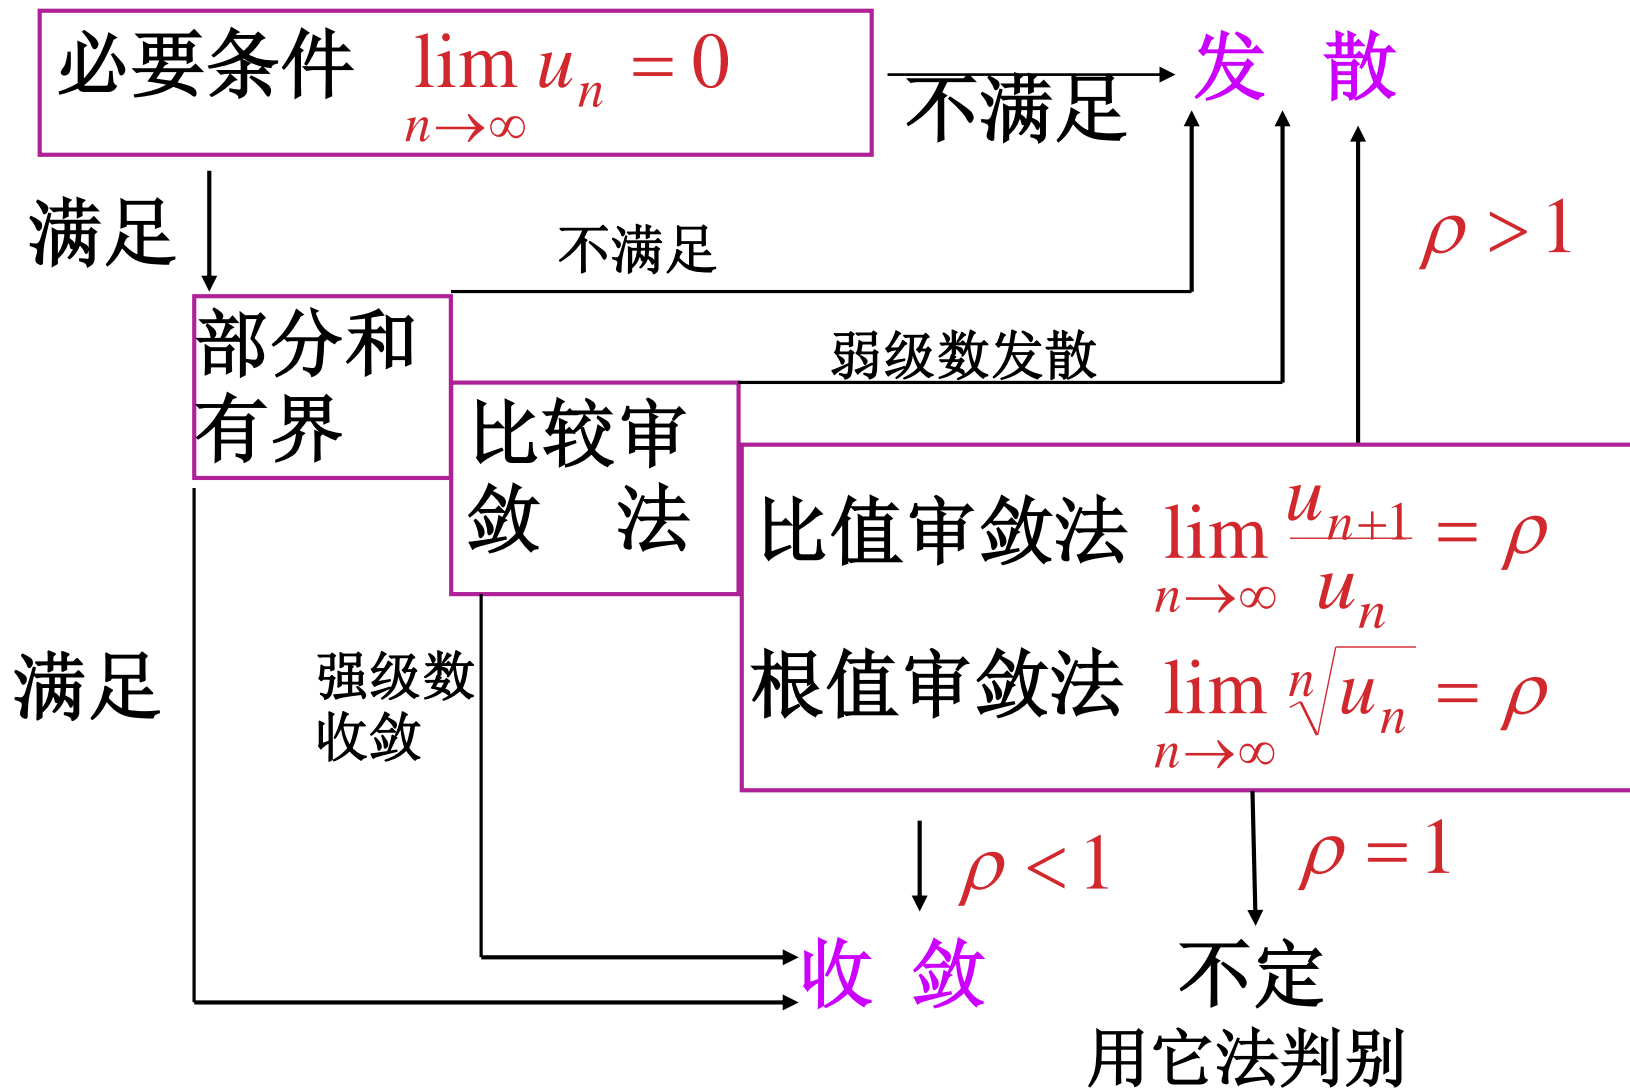 必要条件 lim u_n = 0
n→∞
不满足
发 散
满足
不满足
ρ > 1
部分和
有界
弱级数发散
比较审
敛 法
比值审敛法 lim u_{n+1}/u_n = ρ
n→∞
根值审敛法 lim ⁿ√u_n = ρ
n→∞
满足
强级数
收敛
ρ < 1
ρ = 1
收 敛
不定
用它法判别